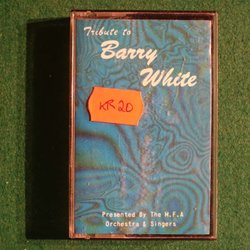 Tribute to
Barry
White
KR 20
Presented By The M.F.A
Orchestra & Singers